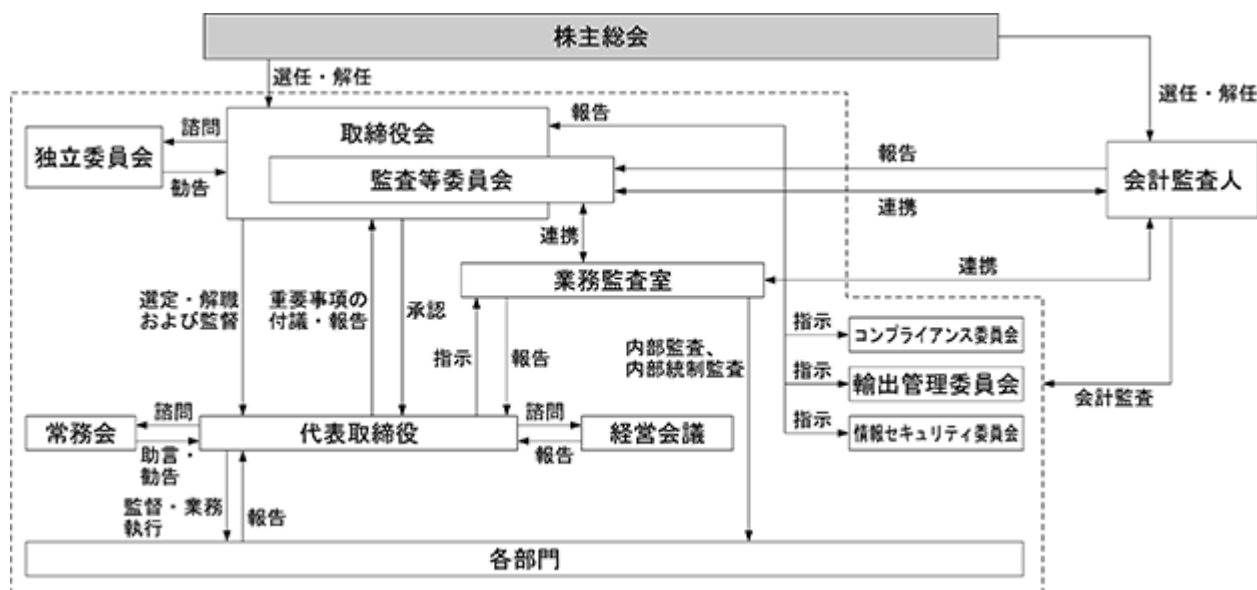 株主総会
選任・解任
選任・解任
報告
諮問
取締役会
独立委員会
勧告
監査等委員会
報告
連携
会計監査人
連携
業務監査室
連携
選定・解職
および監督
重要事項の
付議・報告
承認
指示
報告
内部監査、
内部統制監査
指示
コンプライアンス委員会
指示
輸出管理委員会
会計監査
指示
情報セキュリティ委員会
諮問
常務会
助言・
勧告
代表取締役
諮問
報告
経営会議
監督・業務
執行
報告
各部門